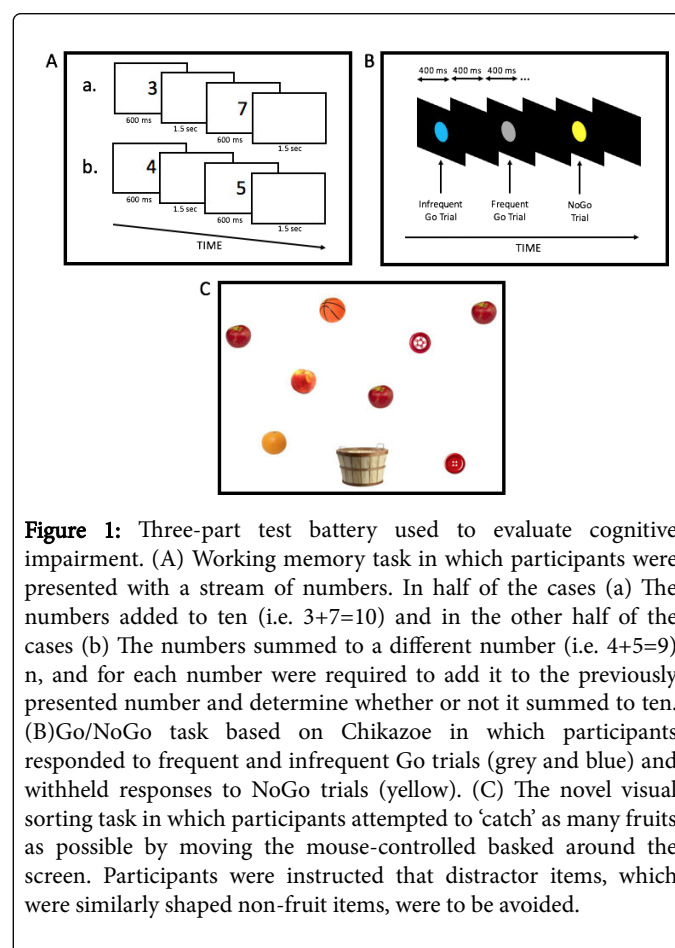 A
B
a.
3
600 ms
1.5 sec
7
600 ms
1.5 sec
b.
4
600 ms
1.5 sec
5
600 ms
1.5 sec
TIME
400 ms 400 ms 400 ms ...
Infrequent
Go Trial
Frequent
Go Trial
NoGo
Trial
TIME
C
Figure 1: Three-part test battery used to evaluate cognitive
impairment. (A) Working memory task in which participants were
presented with a stream of numbers. In half of the cases (a) The
numbers added to ten (i.e. 3+7=10) and in the other half of the
cases (b) The numbers summed to a different number (i.e. 4+5=9)
n, and for each number were required to add it to the previously
presented number and determine whether or not it summed to ten.
(B)Go/NoGo task based on Chikazoe in which participants
responded to frequent and infrequent Go trials (grey and blue) and
withheld responses to NoGo trials (yellow). (C) The novel visual
sorting task in which participants attempted to ‘catch’ as many fruits
as possible by moving the mouse-controlled basked around the
screen. Participants were instructed that distractor items, which
were similarly shaped non-fruit items, were to be avoided.